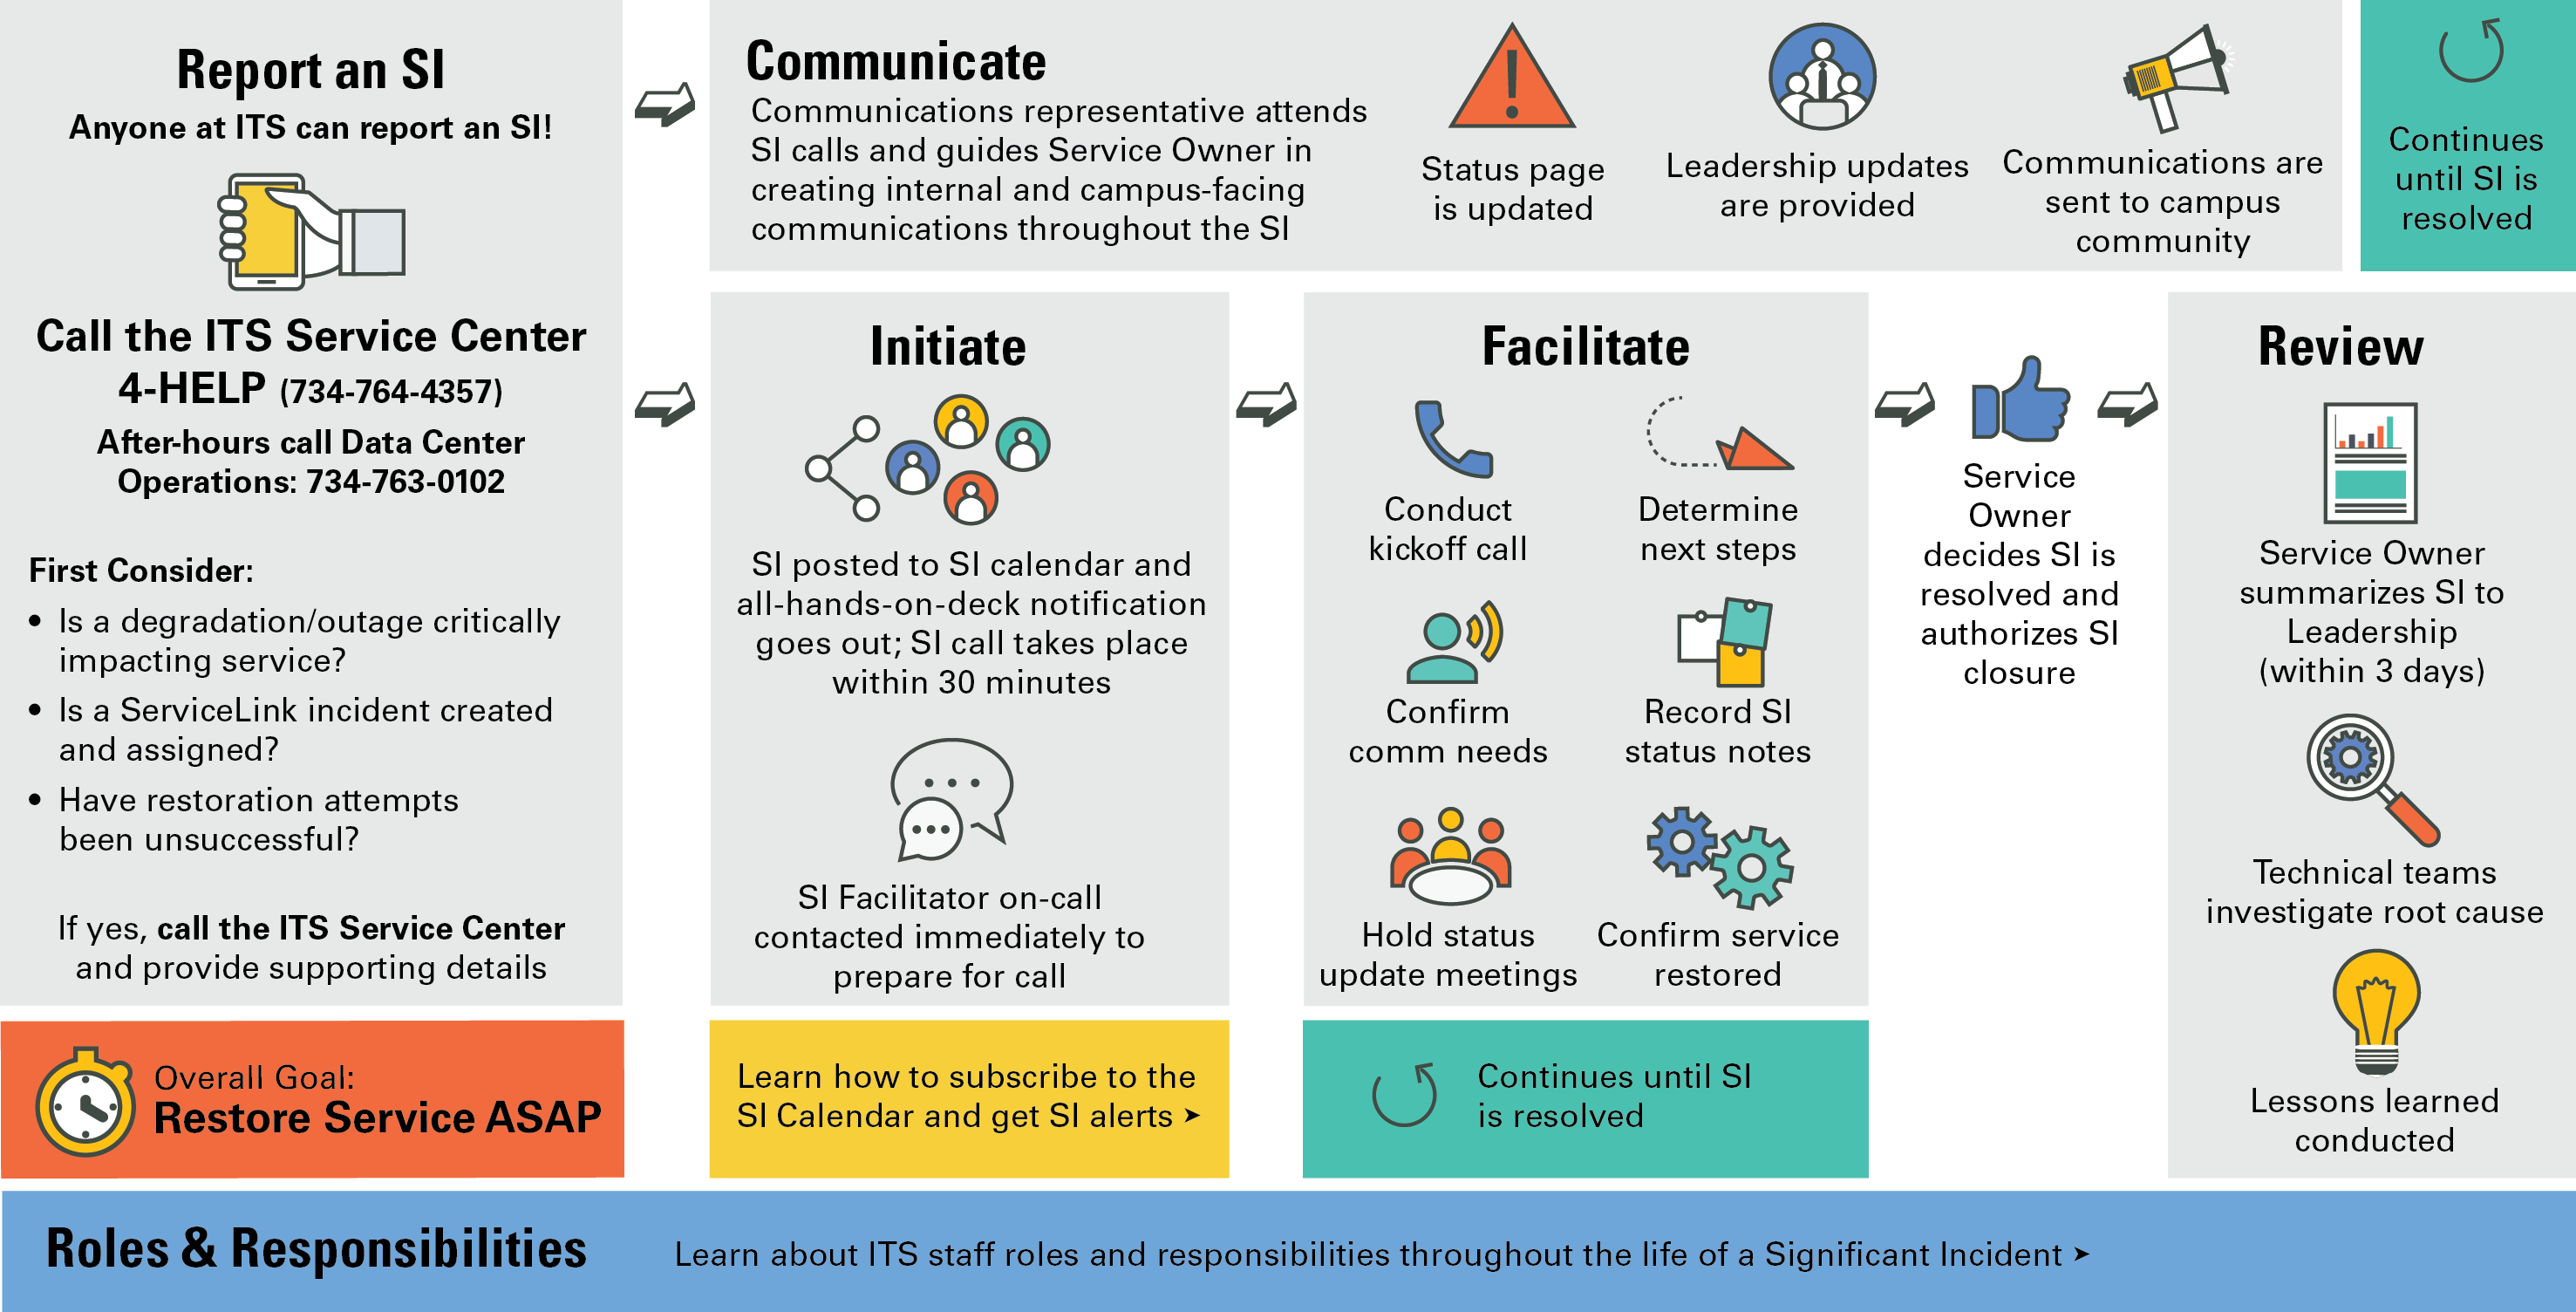 Report an SI
Anyone at ITS can report an SI!
Call the ITS Service Center
4-HELP (734-764-4357)
After-hours call Data Center
Operations: 734-763-0102
First Consider:
• Is a degradation/outage critically
impacting service?
• Is a ServiceLink incident created
and assigned?
• Have restoration attempts
been unsuccessful?
If yes, call the ITS Service Center
and provide supporting details
Overall Goal:
Restore Service ASAP
Communicate
Communications representative attends
SI calls and guides Service Owner in
creating internal and campus-facing
communications throughout the SI
Status page
is updated
Leadership updates
are provided
Communications are
sent to campus
community
Continues
until SI is
resolved
Initiate
SI posted to SI calendar and
all-hands-on-deck notification
goes out; SI call takes place
within 30 minutes
SI Facilitator on-call
contacted immediately to
prepare for call
Learn how to subscribe to the
SI Calendar and get SI alerts ➤
Facilitate
Conduct
kickoff call
Determine
next steps
Confirm
comm needs
Record SI
status notes
Hold status
update meetings
Confirm service
restored
Continues until SI
is resolved
Service
Owner
decides SI is
resolved and
authorizes SI
closure
Review
Service Owner
summarizes SI to
Leadership
(within 3 days)
Technical teams
investigate root cause
Lessons learned
conducted
Roles & Responsibilities
Learn about ITS staff roles and responsibilities throughout the life of a Significant Incident ➤